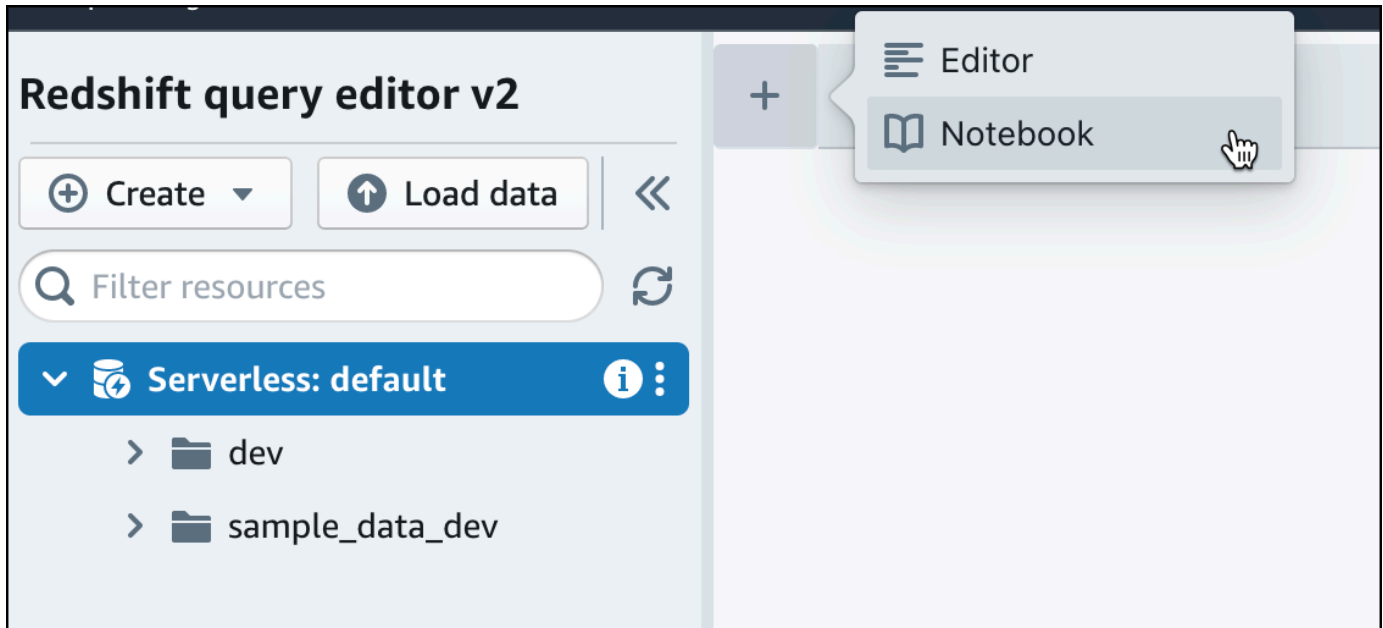 Redshift query editor v2
Create
Load data
Filter resources
Serverless: default
dev
sample_data_dev
Editor
Notebook